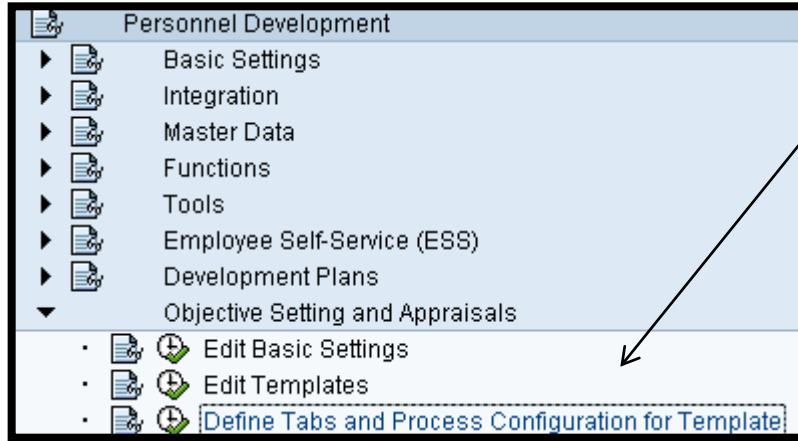 Personnel Development
Basic Settings
Integration
Master Data
Functions
Tools
Employee Self-Service (ESS)
Development Plans
Objective Setting and Appraisals
Edit Basic Settings
Edit Templates
Define Tabs and Process Configuration for Template